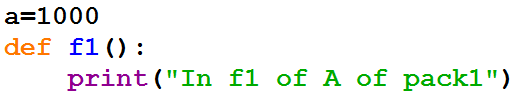 a=1000
def f1():
    print("In f1 of A of pack1")